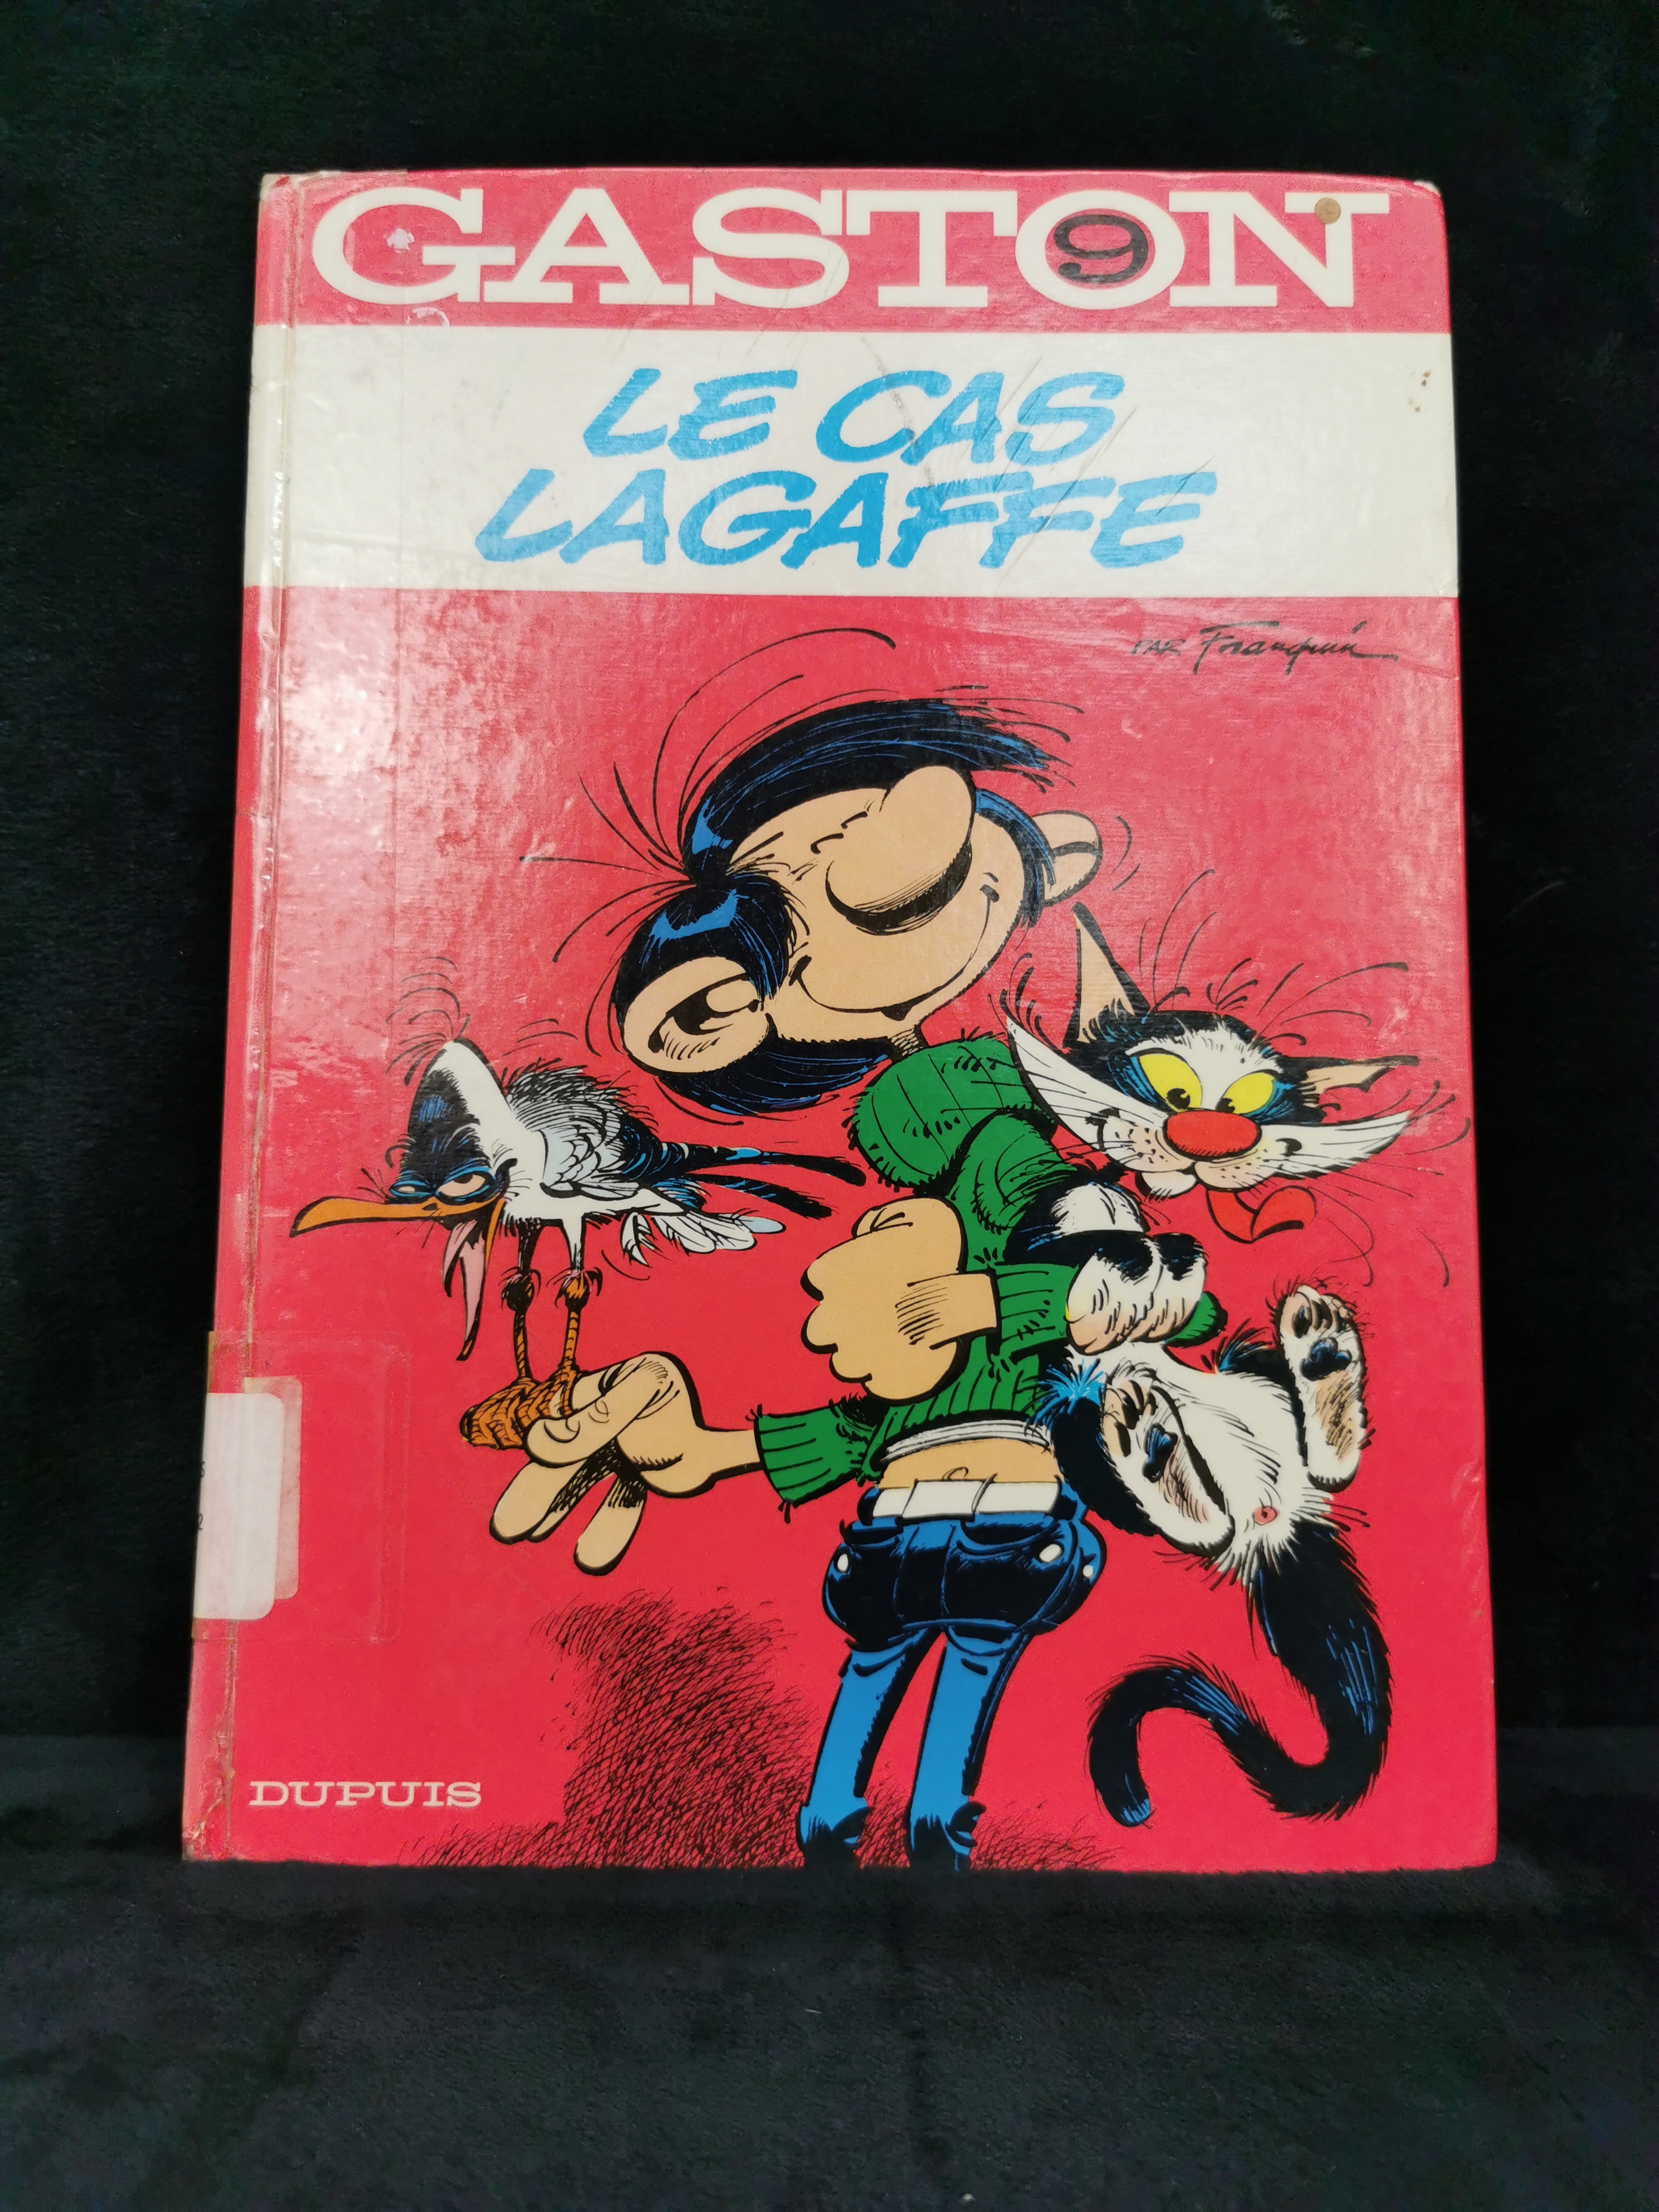 GASTON
9
LE CAS
LAGAFFE
PAR Franquin
DUPUIS